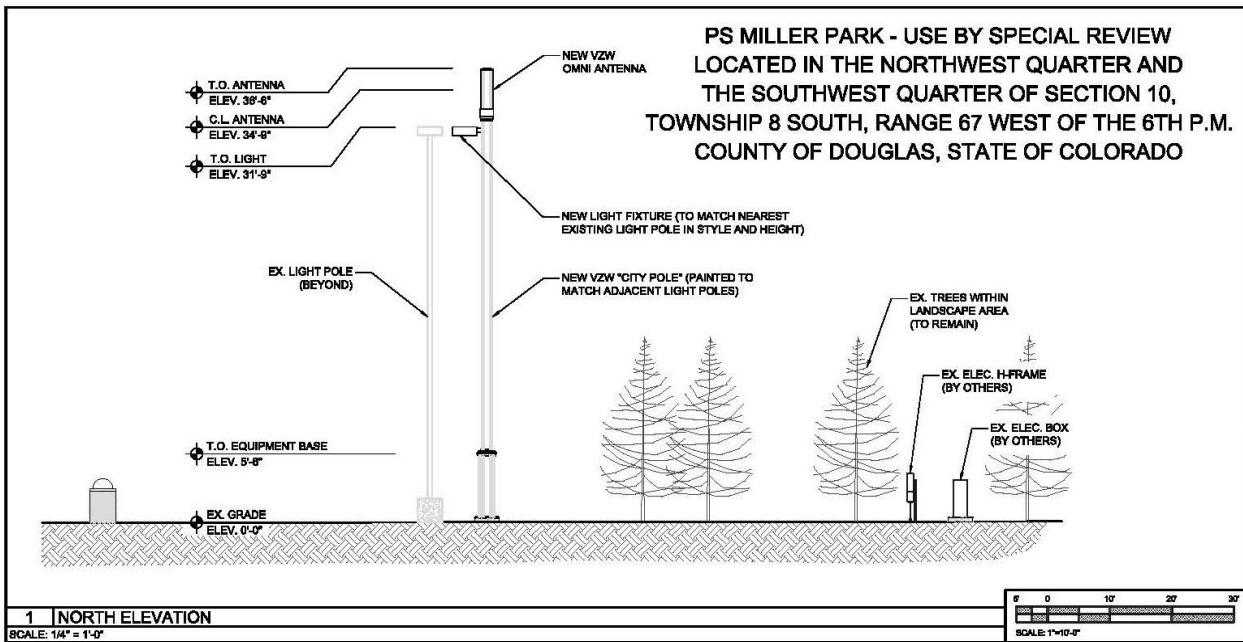 PS MILLER PARK - USE BY SPECIAL REVIEW
LOCATED IN THE NORTHWEST QUARTER AND
THE SOUTHWEST QUARTER OF SECTION 10,
TOWNSHIP 8 SOUTH, RANGE 67 WEST OF THE 6TH P.M.
COUNTY OF DOUGLAS, STATE OF COLORADO
NEW VZW
OMNI ANTENNA
T.O. ANTENNA
ELEV. 36'-6"
C.L. ANTENNA
ELEV. 34'-9"
T.O. LIGHT
ELEV. 31'-9"
NEW LIGHT FIXTURE (TO MATCH NEAREST
EXISTING LIGHT POLE IN STYLE AND HEIGHT)
EX. LIGHT POLE
(BEYOND)
NEW VZW "CITY POLE" (PAINTED TO
MATCH ADJACENT LIGHT POLES)
EX. TREES WITHIN
LANDSCAPE AREA
(TO REMAIN)
EX. ELEC. H-FRAME
(BY OTHERS)
EX. ELEC. BOX
(BY OTHERS)
T.O. EQUIPMENT BASE
ELEV. 5'-8"
EX. GRADE
ELEV. 0'-0"
1 NORTH ELEVATION
SCALE: 1/4" = 1'-0"
0 10' 20' 30'
SCALE: 1"=10'-0"